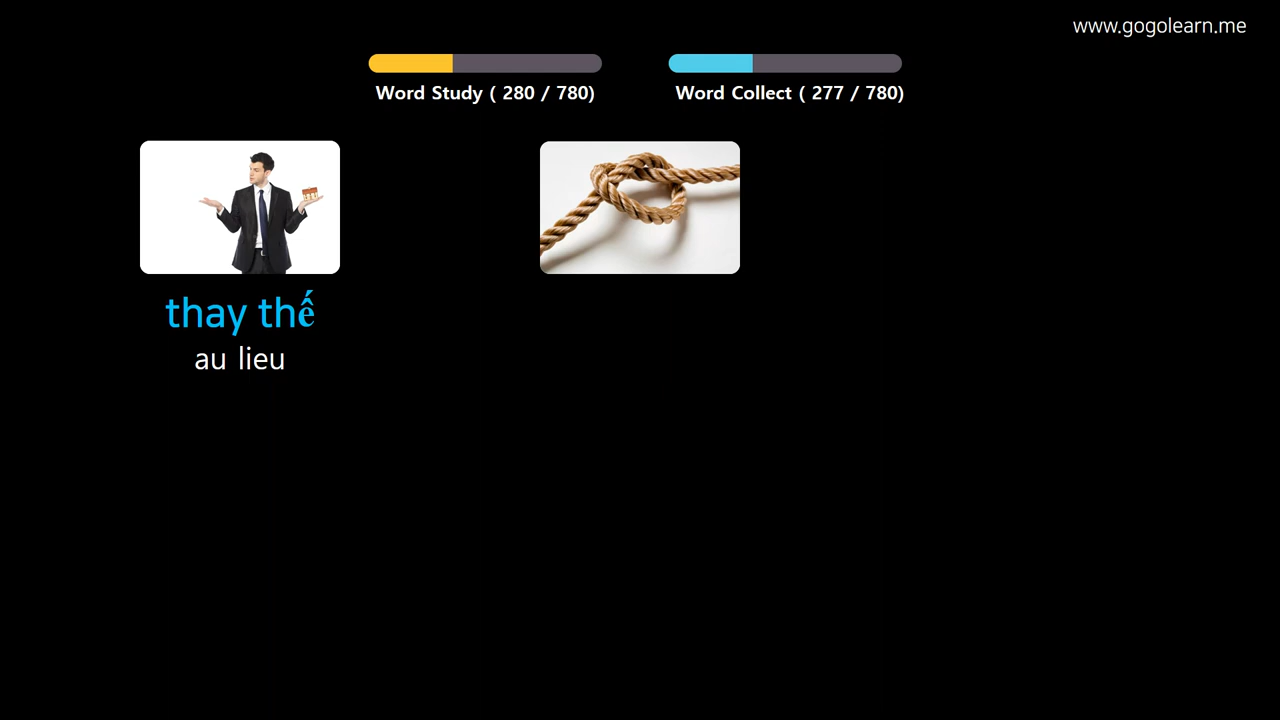 www.gogolearn.me
Word Study ( 280 / 780)
Word Collect ( 277 / 780)
thay thế
au lieu